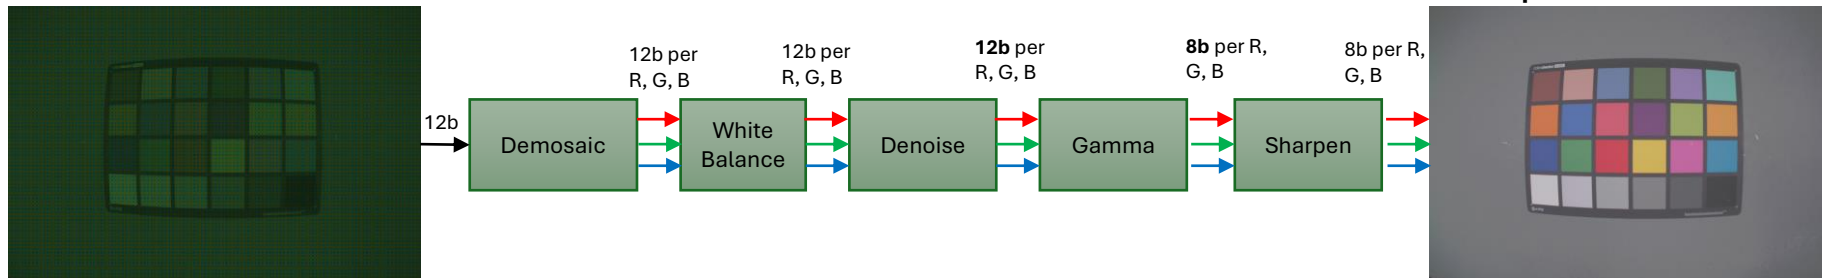 12b
Demosaic
12b per
R, G, B
White
Balance
12b per
R, G, B
Denoise
12b per
R, G, B
Gamma
8b per R,
G, B
Sharpen
8b per R,
G, B